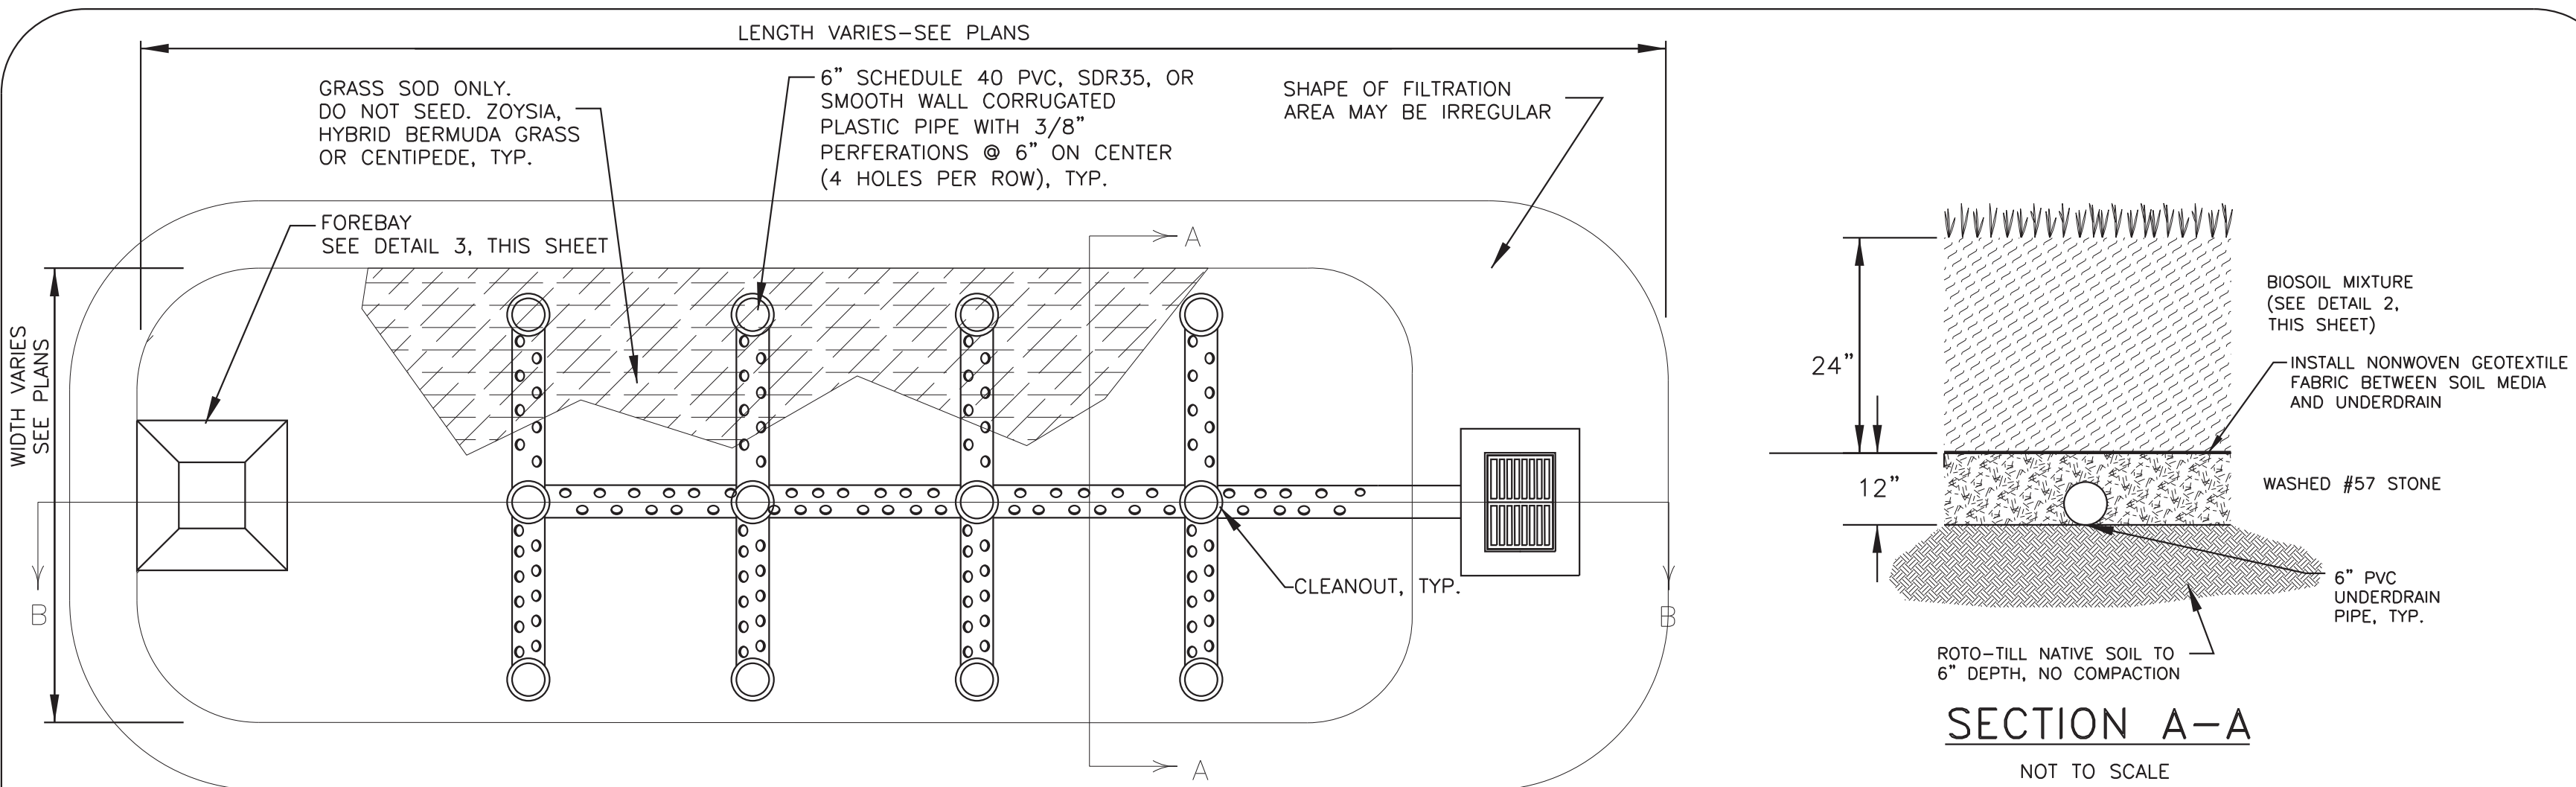 LENGTH VARIES-SEE PLANS
GRASS SOD ONLY.
DO NOT SEED. ZOYSIA,
HYBRID BERMUDA GRASS
OR CENTIPEDE, TYP.
6" SCHEDULE 40 PVC, SDR35, OR
SMOOTH WALL CORRUGATED
PLASTIC PIPE WITH 3/8"
PERFERATIONS @ 6" ON CENTER
(4 HOLES PER ROW), TYP.
SHAPE OF FILTRATION
AREA MAY BE IRREGULAR
FOREBAY
SEE DETAIL 3, THIS SHEET
A
WIDTH VARIES
SEE PLANS
CLEANOUT, TYP.
B
B
A
24"
12"
BIOSOIL MIXTURE
(SEE DETAIL 2,
THIS SHEET)
INSTALL NONWOVEN GEOTEXTILE
FABRIC BETWEEN SOIL MEDIA
AND UNDERDRAIN
WASHED #57 STONE
6" PVC
UNDERDRAIN
PIPE, TYP.
ROTO-TILL NATIVE SOIL TO
6" DEPTH, NO COMPACTION
SECTION A-A
NOT TO SCALE